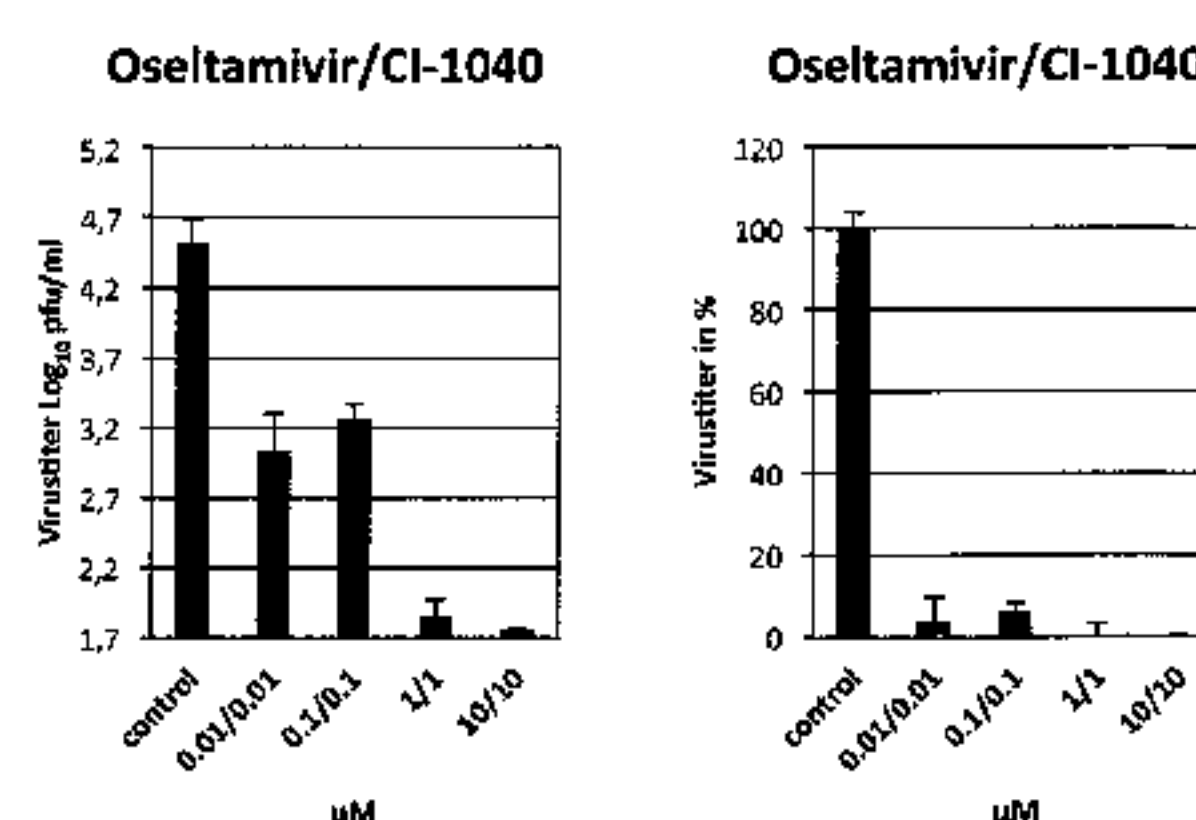 Oseltamivir/CI-1040
5,2
4,7
4,2
3,7
3,2
2,7
2,2
1,7
Virustiter Log10 pfu/ml
control
0.01/0.01
0.1/0.1
1/1
10/10
µM
Oseltamivir/CI-1040
120
100
80
60
40
20
0
Virustiter in %
control
0.01/0.01
0.1/0.1
1/1
10/10
µM